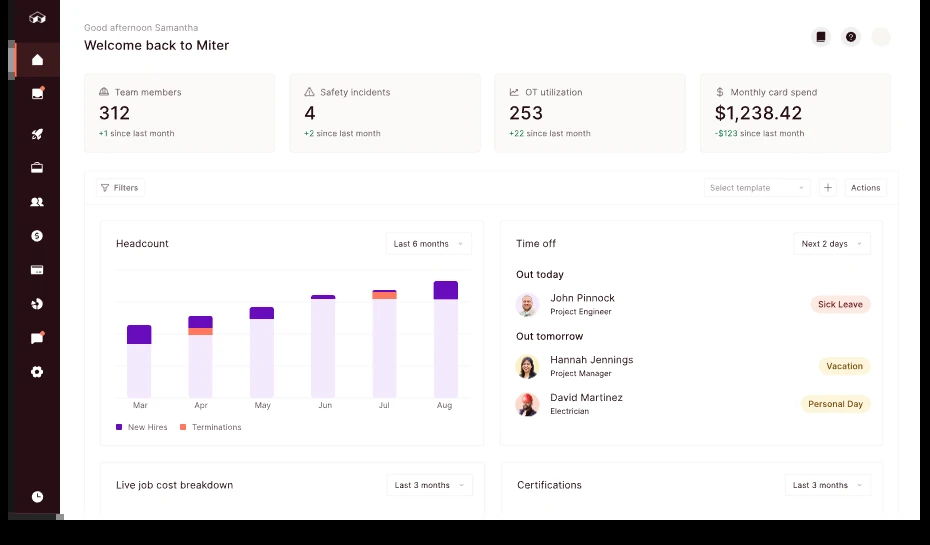 Good afternoon Samantha
Welcome back to Miter
Team members
312
+1 since last month
Safety incidents
4
+2 since last month
OT utilization
253
+22 since last month
Monthly card spend
$1,238.42
-$123 since last month
Filters
Select template
Actions
Headcount
Last 6 months
Mar Apr May Jun Jul Aug
New Hires Terminations
Time off
Next 2 days
Out today
John Pinnock
Project Engineer
Sick Leave
Out tomorrow
Hannah Jennings
Project Manager
Vacation
David Martinez
Electrician
Personal Day
Live job cost breakdown
Last 3 months
Certifications
Last 3 months